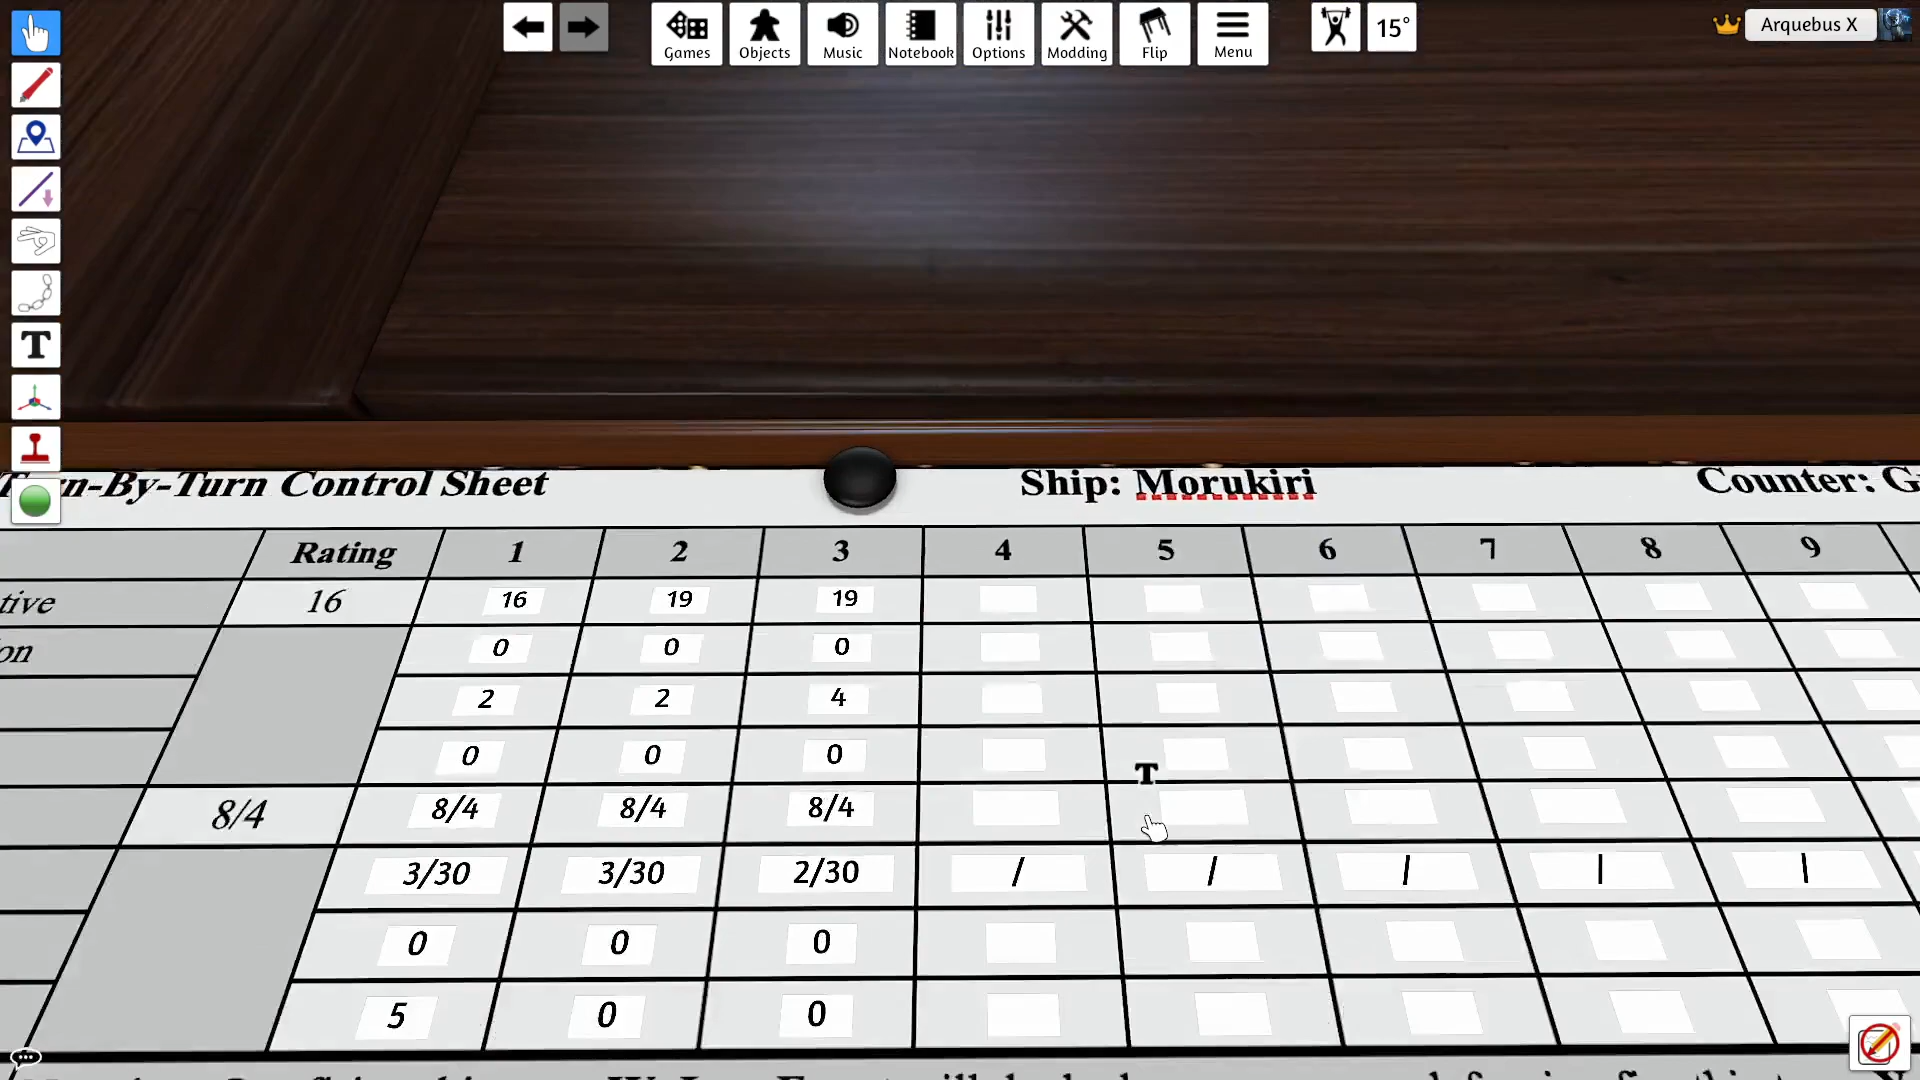 Games Objects Music Notebook Options Modding Flip Menu 15° Arquebus X
T
Turn-By-Turn Control Sheet Ship: Morukiri Counter: G
Rating 1 2 3 4 5 6 7 8 9
tive 16 16 19 19
on 0 0 0
2 2 4
0 0 0
T
8/4 8/4 8/4 8/4
3/30 3/30 2/30 / / / / /
0 0 0
5 0 0